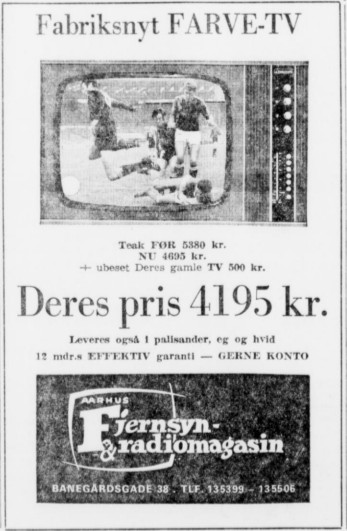 Fabriksnyt FARVE-TV
Teak FØR 5380 kr.
NU 4695 kr.
+ ubeset Deres gamle TV 500 kr.
Deres pris 4195 kr.
Leveres også i palisander, eg og hvid
12 mdr.s EFFEKTIV garanti — GERNE KONTO
AARHUS
Fjernsyn-
& radiomagasin
BANEGÅRDSGADE 38 . TLF. 135399 - 135506